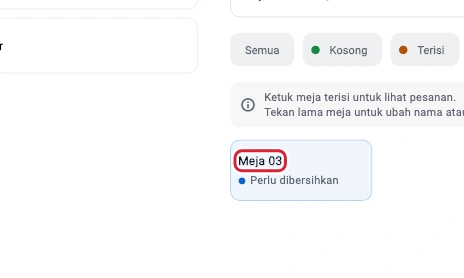 r
Semua
Kosong
Terisi
Ketuk meja terisi untuk lihat pesanan.
Tekan lama meja untuk ubah nama atau
Meja 03
Perlu dibersihkan